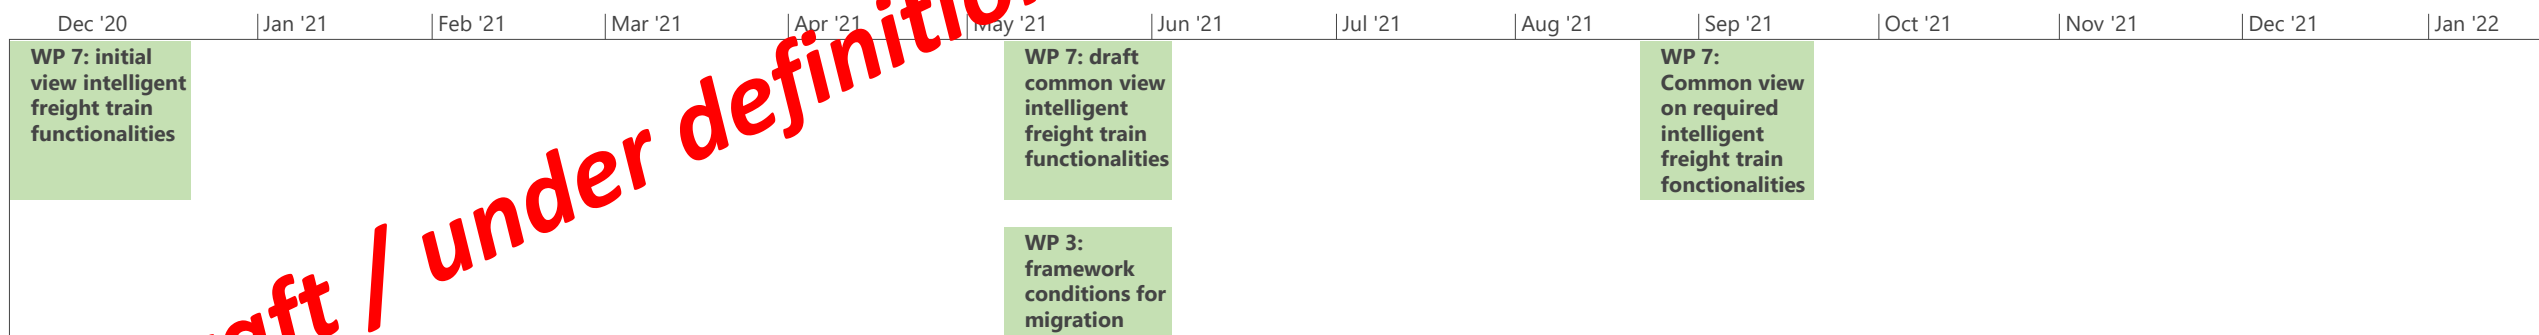 Dec '20 Jan '21 Feb '21 Mar '21 Apr '21 May '21 Jun '21 Jul '21 Aug '21 Sep '21 Oct '21 Nov '21 Dec '21 Jan '22
WP 7: initial
view intelligent
freight train
functionalities
WP 7: draft
common view
intelligent
freight train
functionalities
WP 7:
Common view
on required
intelligent
freight train
fonctionalities
WP 3:
framework
conditions for
migration
/ under